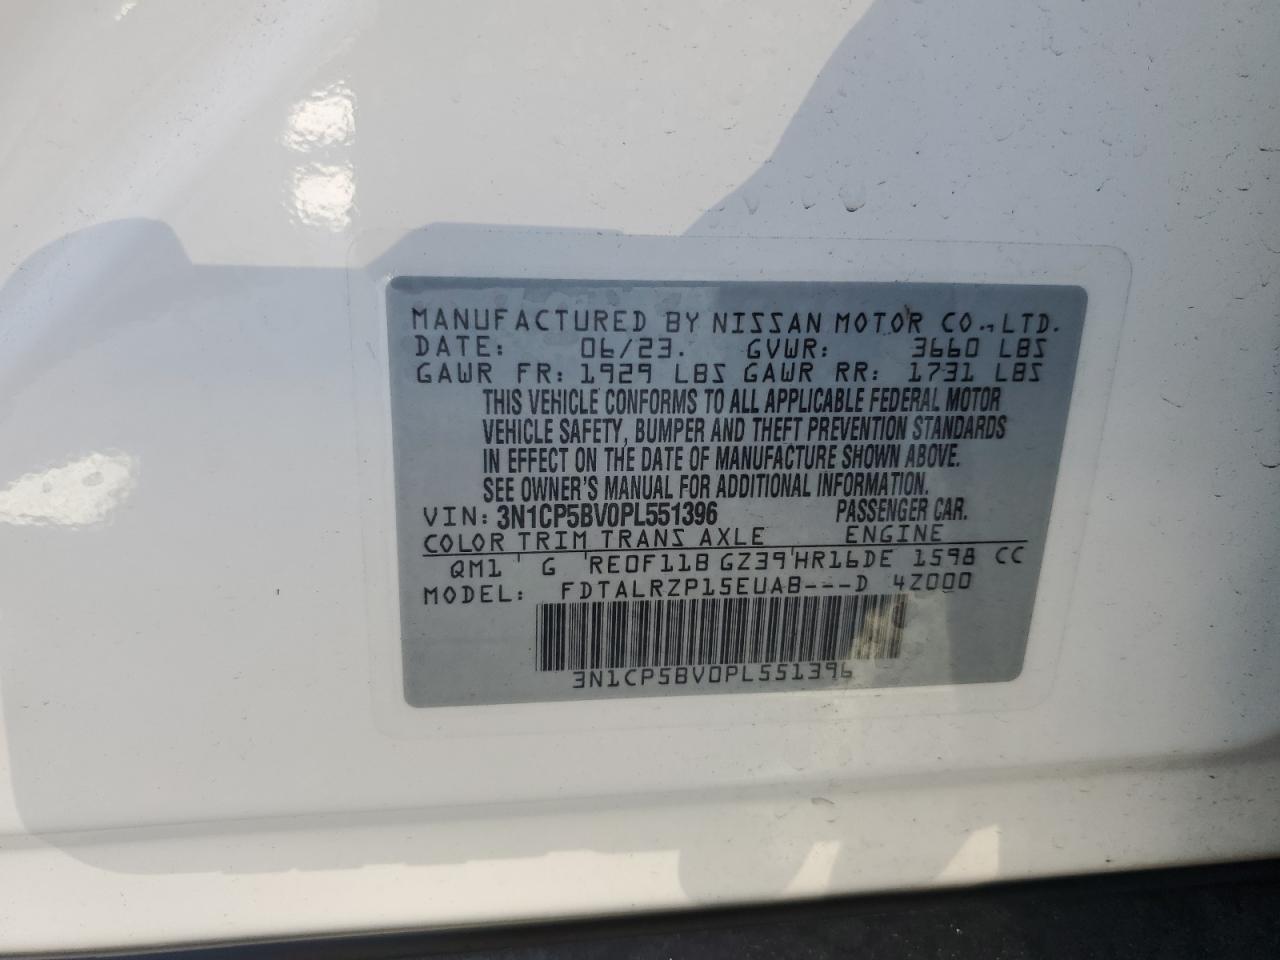 MANUFACTURED BY NISSAN MOTOR CO.,LTD.
DATE: 06/23. GVWR: 3660 LBS
GAWR FR: 1929 LBS GAWR RR: 1731 LBS
THIS VEHICLE CONFORMS TO ALL APPLICABLE FEDERAL MOTOR
VEHICLE SAFETY, BUMPER AND THEFT PREVENTION STANDARDS
IN EFFECT ON THE DATE OF MANUFACTURE SHOWN ABOVE.
SEE OWNER'S MANUAL FOR ADDITIONAL INFORMATION.
VIN: 3N1CP5BV0PL551396 PASSENGER CAR.
COLOR TRIM TRANS AXLE ENGINE
QM1 ' G ' RE0F11B GZ39'HR16DE 1598 CC
MODEL: FDTALRZP15EUAB---D 4Z000
3N1CP5BV0PL551396